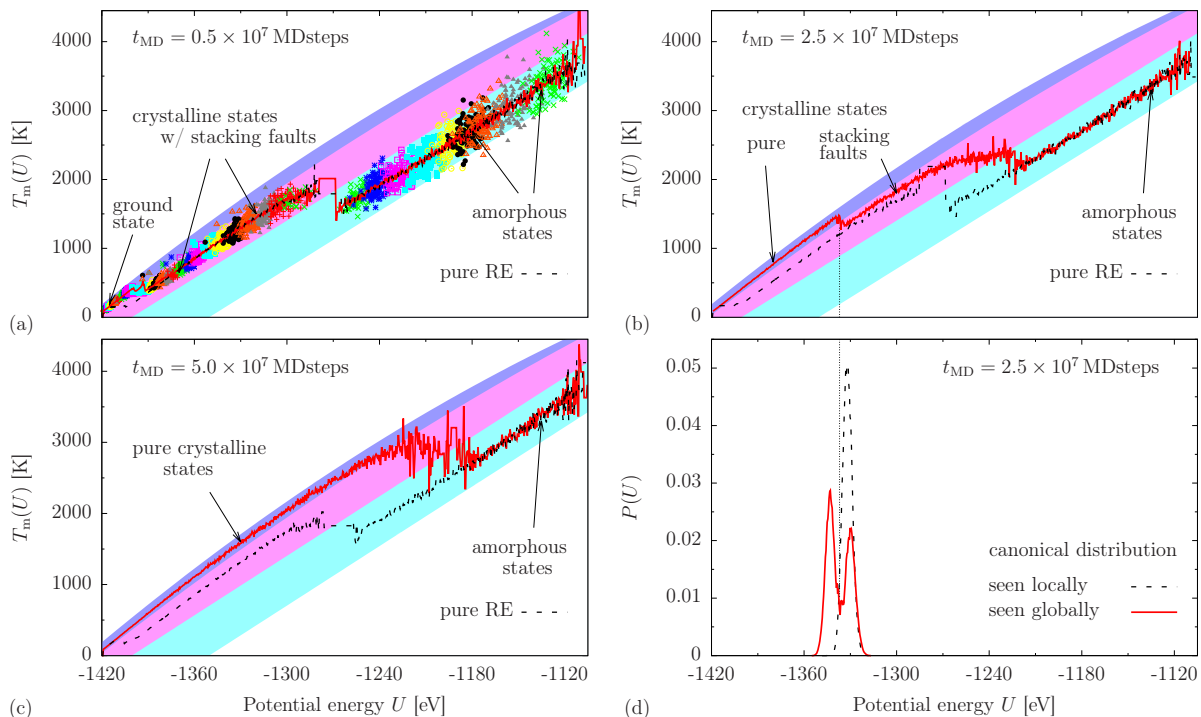 4000
3000
2000
1000
0
T_m(U) [K]
t_MD = 0.5 × 10^7 MDsteps
crystalline states
w/ stacking faults
ground
state
amorphous
states
pure RE
(a)
4000
3000
2000
1000
0
T_m(U) [K]
t_MD = 2.5 × 10^7 MDsteps
crystalline states
pure
stacking
faults
amorphous
states
pure RE
(b)
4000
3000
2000
1000
0
T_m(U) [K]
t_MD = 5.0 × 10^7 MDsteps
pure crystalline
states
amorphous
states
pure RE
-1420
-1360
-1300
-1240
-1180
-1120
Potential energy U [eV]
(c)
0.05
0.04
0.03
0.02
0.01
0
P(U)
t_MD = 2.5 × 10^7 MDsteps
canonical distribution
seen locally
seen globally
-1420
-1360
-1300
-1240
-1180
-1120
Potential energy U [eV]
(d)